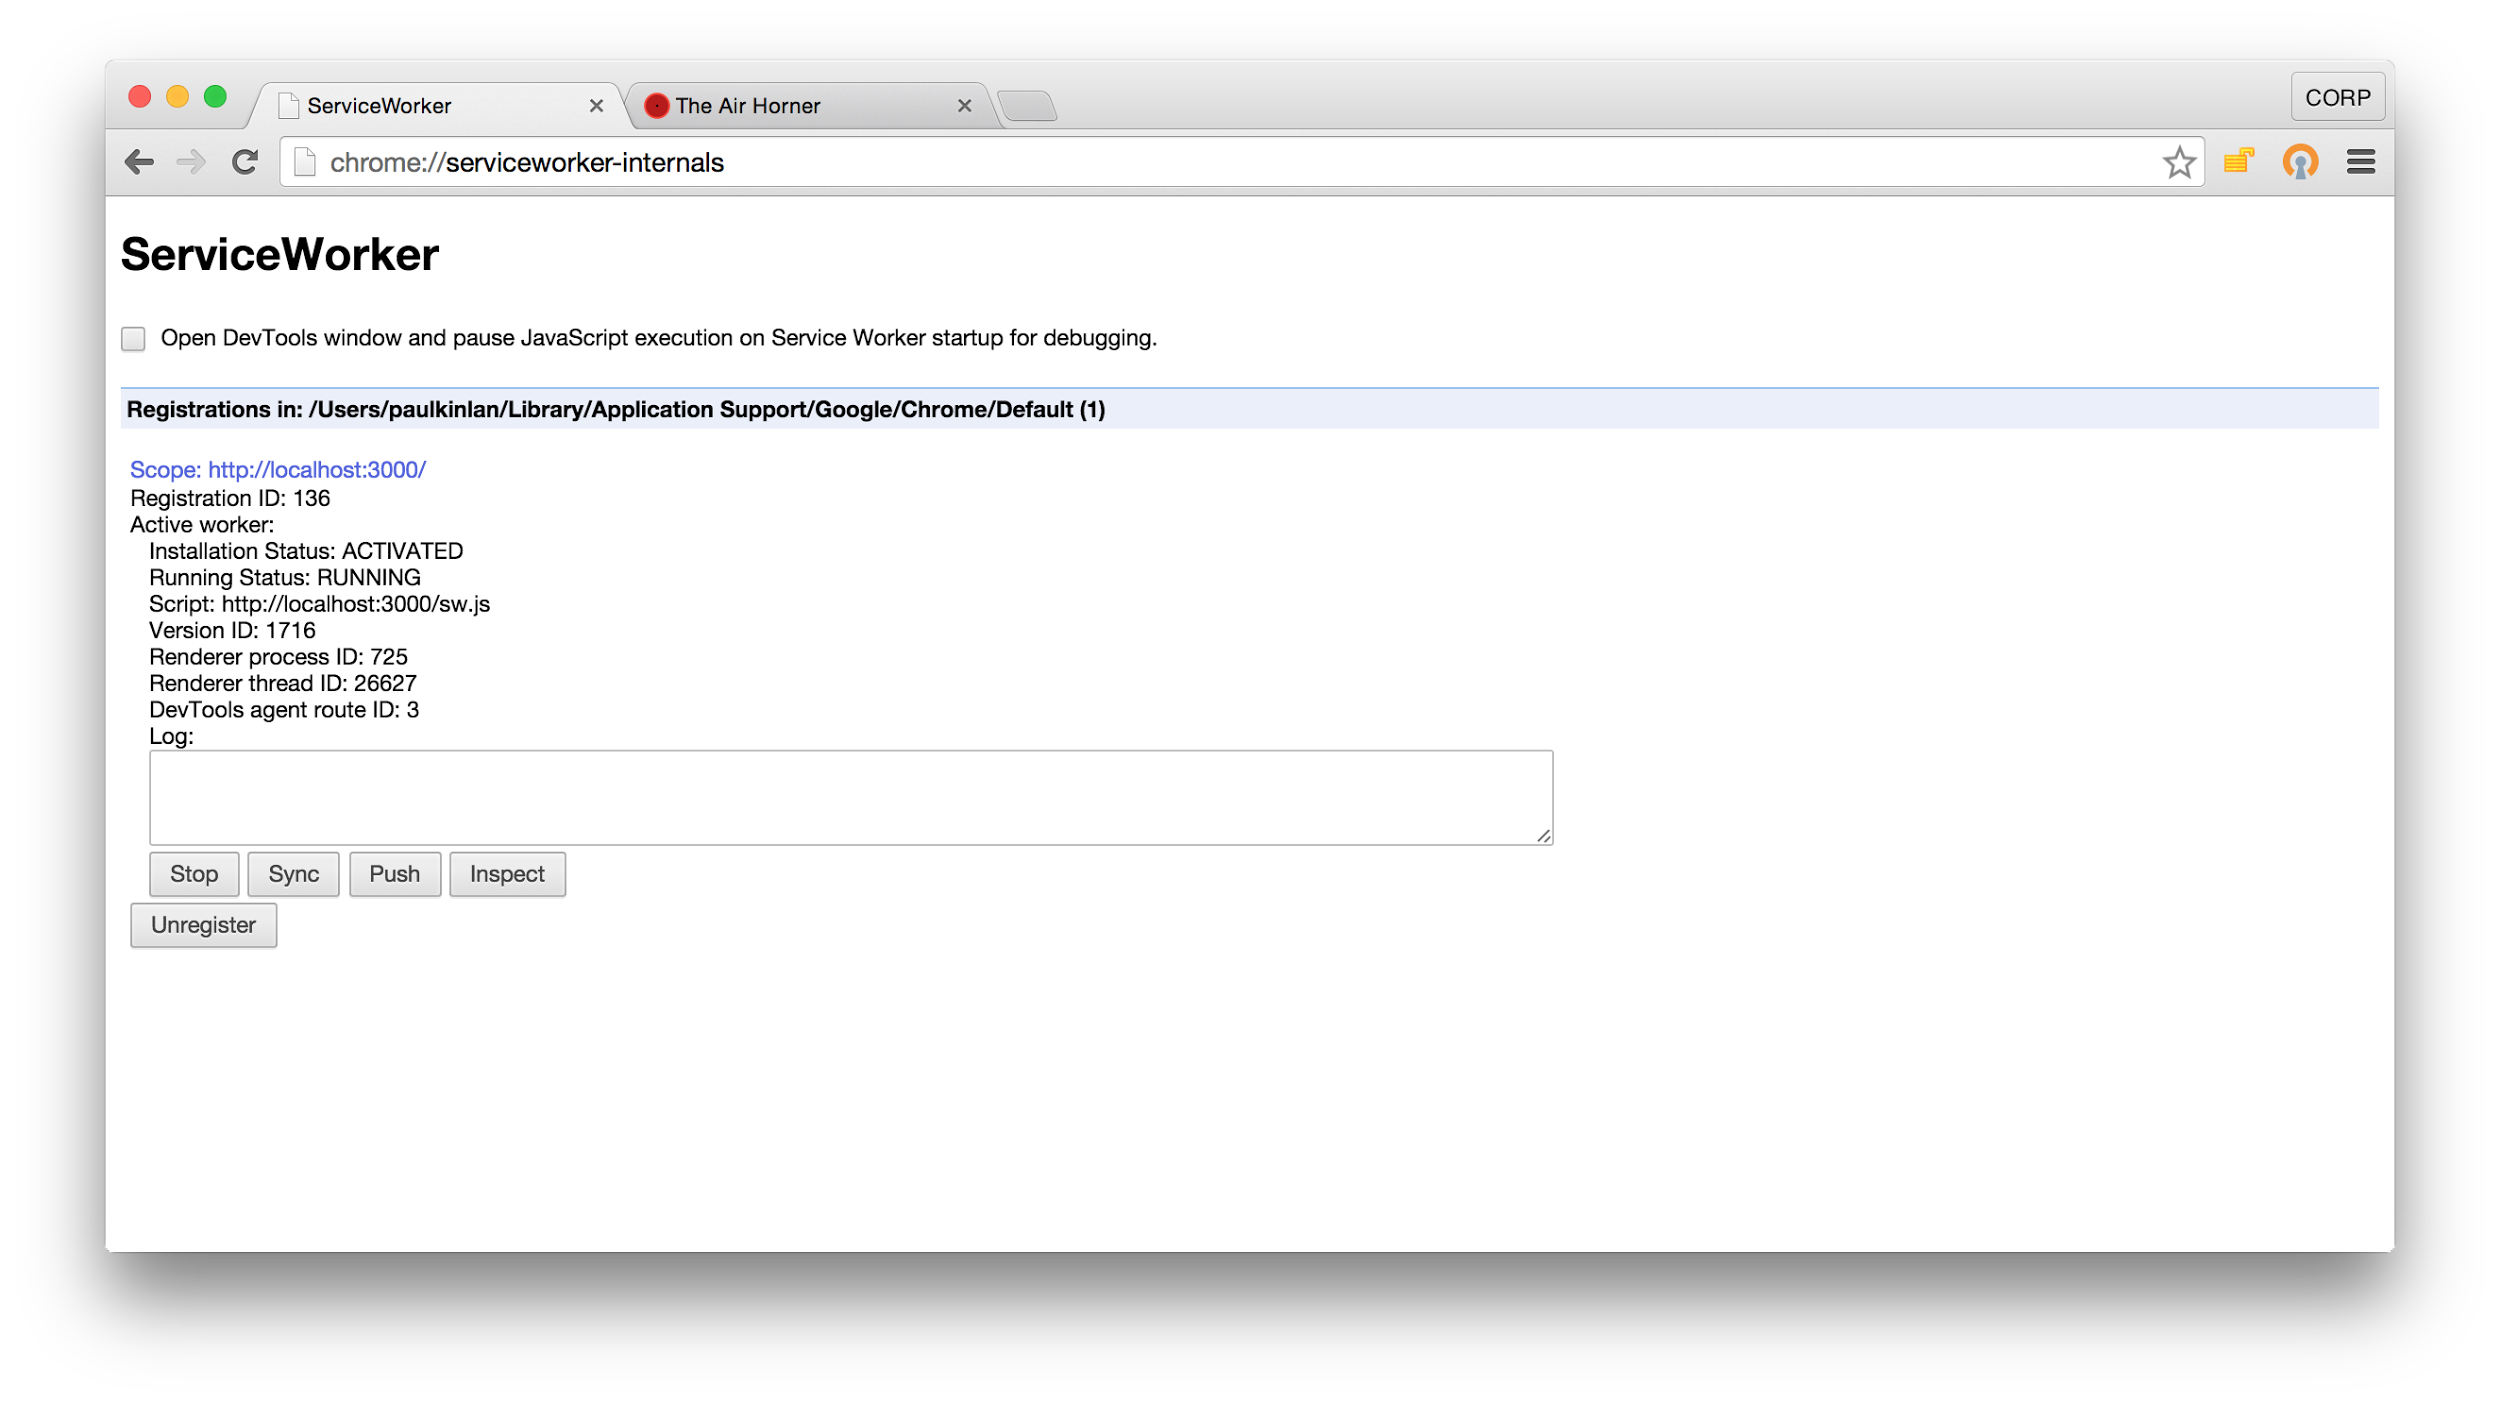 ServiceWorker
The Air Horner
CORP
chrome://serviceworker-internals
ServiceWorker
Open DevTools window and pause JavaScript execution on Service Worker startup for debugging.
Registrations in: /Users/paulkinlan/Library/Application Support/Google/Chrome/Default (1)
Scope: http://localhost:3000/
Registration ID: 136
Active worker:
Installation Status: ACTIVATED
Running Status: RUNNING
Script: http://localhost:3000/sw.js
Version ID: 1716
Renderer process ID: 725
Renderer thread ID: 26627
DevTools agent route ID: 3
Log:
Stop Sync Push Inspect
Unregister